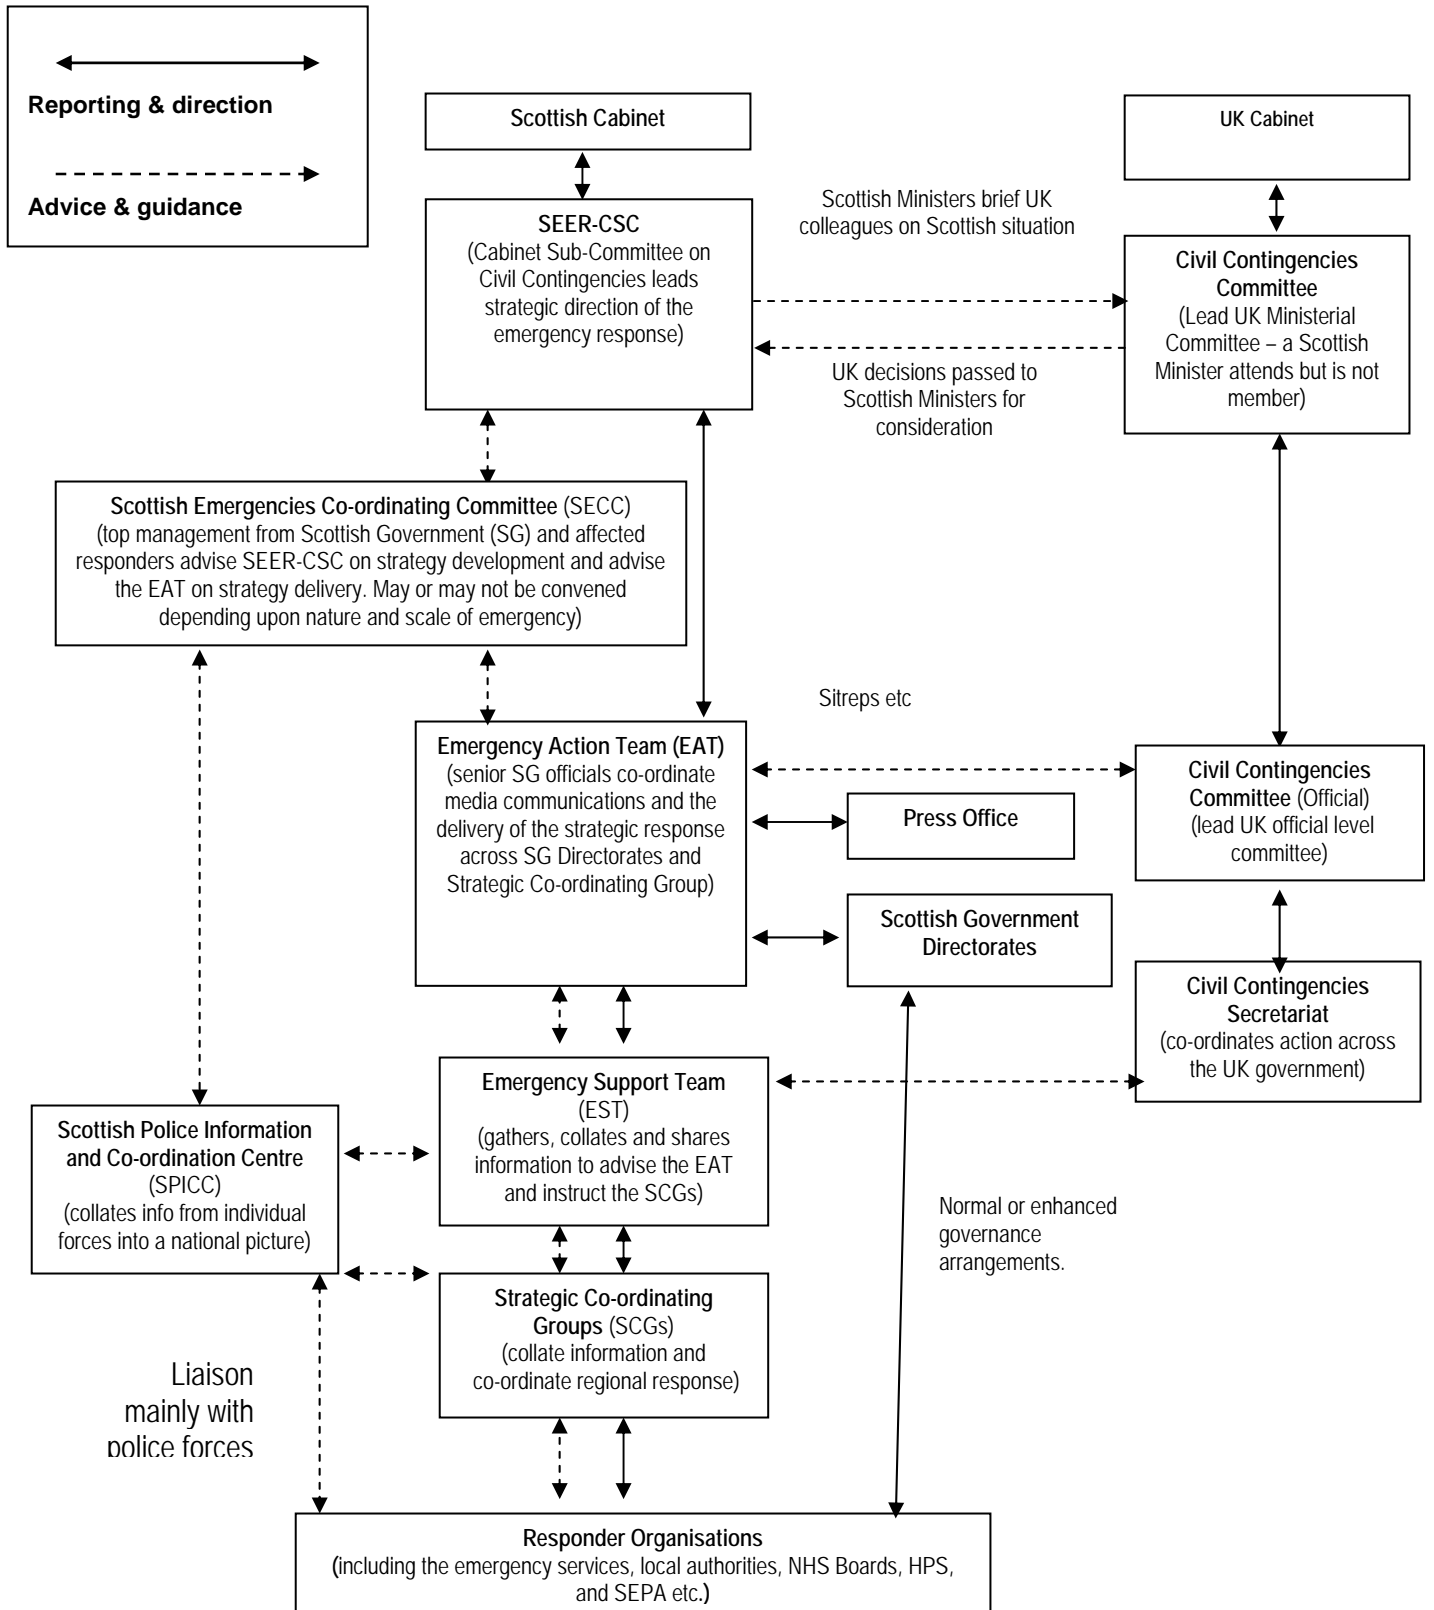 Reporting & direction
Advice & guidance
Scottish Cabinet
UK Cabinet
SEER-CSC
(Cabinet Sub-Committee on
Civil Contingencies leads
strategic direction of the
emergency response)
Scottish Ministers brief UK
colleagues on Scottish situation
UK decisions passed to
Scottish Ministers for
consideration
Civil Contingencies
Committee
(Lead UK Ministerial
Committee – a Scottish
Minister attends but is not
member)
Scottish Emergencies Co-ordinating Committee (SECC)
(top management from Scottish Government (SG) and affected
responders advise SEER-CSC on strategy development and advise
the EAT on strategy delivery. May or may not be convened
depending upon nature and scale of emergency)
Sitreps etc
Emergency Action Team (EAT)
(senior SG officials co-ordinate
media communications and the
delivery of the strategic response
across SG Directorates and
Strategic Co-ordinating Group)
Press Office
Scottish Government
Directorates
Civil Contingencies
Committee (Official)
(lead UK official level
committee)
Civil Contingencies
Secretariat
(co-ordinates action across
the UK government)
Emergency Support Team
(EST)
(gathers, collates and shares
information to advise the EAT
and instruct the SCGs)
Scottish Police Information
and Co-ordination Centre
(SPICC)
(collates info from individual
forces into a national picture)
Normal or enhanced
governance
arrangements.
Strategic Co-ordinating
Groups (SCGs)
(collate information and
co-ordinate regional response)
Liaison
mainly with
police forces
Responder Organisations
(including the emergency services, local authorities, NHS Boards, HPS,
and SEPA etc.)